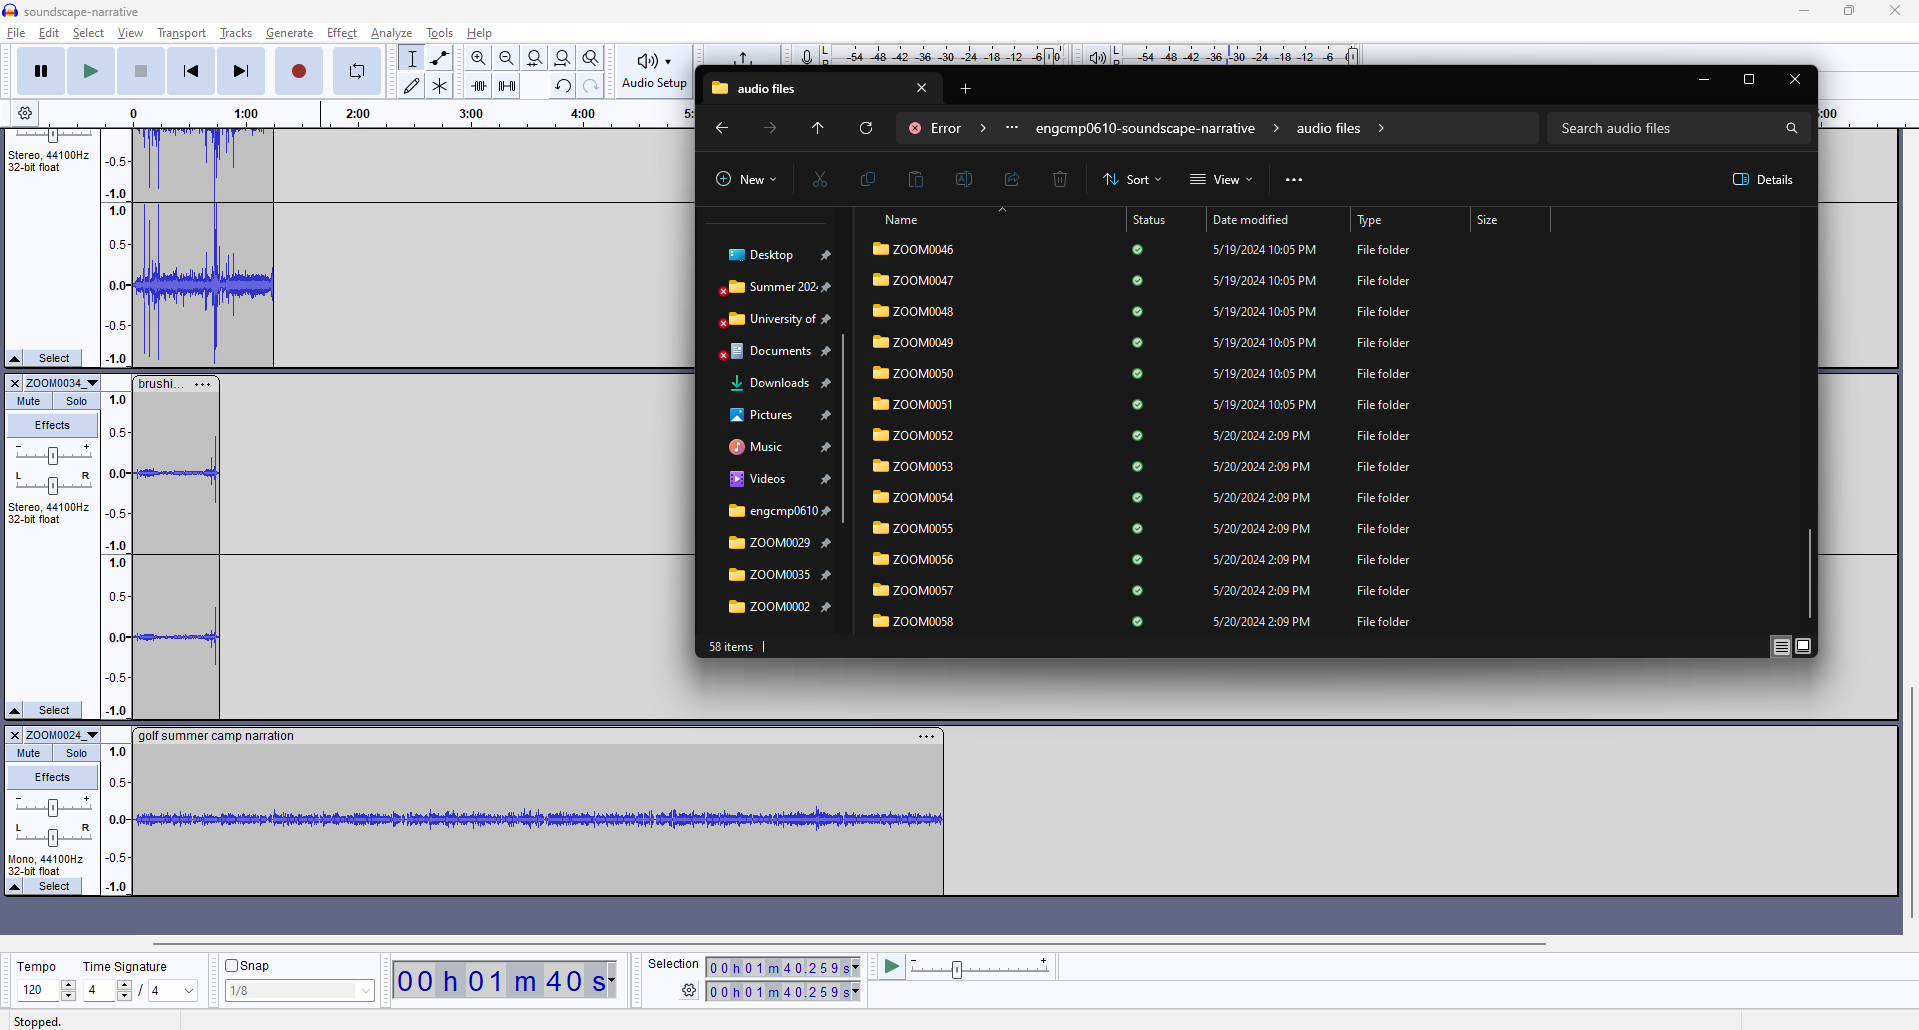 soundscape-narrative
File Edit Select View Transport Tracks Generate Effect Analyze Tools Help
Audio Setup
L -54 -48 -42 -36 -30 -24 -18 -12 -6 0
L -54 -48 -42 -36 -30 -24 -18 -12 -6 0
0 1:00 2:00 3:00 4:00 5: :00
Stereo, 44100Hz
32-bit float
-0.5
-1.0
1.0
0.5
0.0
-0.5
-1.0
Select
ZOOM0034_ brushi... ...
Mute Solo
Effects
- +
L R
Stereo, 44100Hz
32-bit float
1.0
0.5
0.0
-0.5
-1.0
1.0
0.5
0.0
-0.5
-1.0
Select
ZOOM0024_ golf summer camp narration ...
Mute Solo
Effects
- +
L R
Mono, 44100Hz
32-bit float
1.0
0.5
0.0
-0.5
-1.0
Select
audio files
Error > ... engcmp0610-soundscape-narrative > audio files >
Search audio files
New Sort View ... Details
Name Status Date modified Type Size
Desktop
Summer 202
University of
Documents
Downloads
Pictures
Music
Videos
engcmp0610
ZOOM0029
ZOOM0035
ZOOM0002
ZOOM0046 5/19/2024 10:05 PM File folder
ZOOM0047 5/19/2024 10:05 PM File folder
ZOOM0048 5/19/2024 10:05 PM File folder
ZOOM0049 5/19/2024 10:05 PM File folder
ZOOM0050 5/19/2024 10:05 PM File folder
ZOOM0051 5/19/2024 10:05 PM File folder
ZOOM0052 5/20/2024 2:09 PM File folder
ZOOM0053 5/20/2024 2:09 PM File folder
ZOOM0054 5/20/2024 2:09 PM File folder
ZOOM0055 5/20/2024 2:09 PM File folder
ZOOM0056 5/20/2024 2:09 PM File folder
ZOOM0057 5/20/2024 2:09 PM File folder
ZOOM0058 5/20/2024 2:09 PM File folder
58 items
Tempo Time Signature
120 4 / 4
Snap
1/8
00 h 01 m 40 s
Selection
00 h 01 m 40.259 s
00 h 01 m 40.259 s
- +
Stopped.